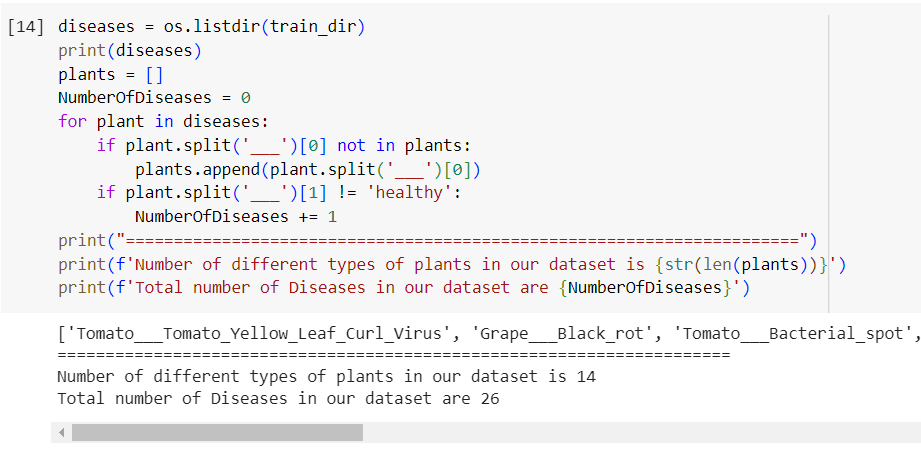 [14] diseases = os.listdir(train_dir)
print(diseases)
plants = []
NumberOfDiseases = 0
for plant in diseases:
    if plant.split('___')[0] not in plants:
        plants.append(plant.split('___')[0])
    if plant.split('___')[1] != 'healthy':
        NumberOfDiseases += 1
print("======================================================================")
print(f'Number of different types of plants in our dataset is {str(len(plants))}')
print(f'Total number of Diseases in our dataset are {NumberOfDiseases}')
['Tomato___Tomato_Yellow_Leaf_Curl_Virus', 'Grape___Black_rot', 'Tomato___Bacterial_spot',
======================================================================
Number of different types of plants in our dataset is 14
Total number of Diseases in our dataset are 26